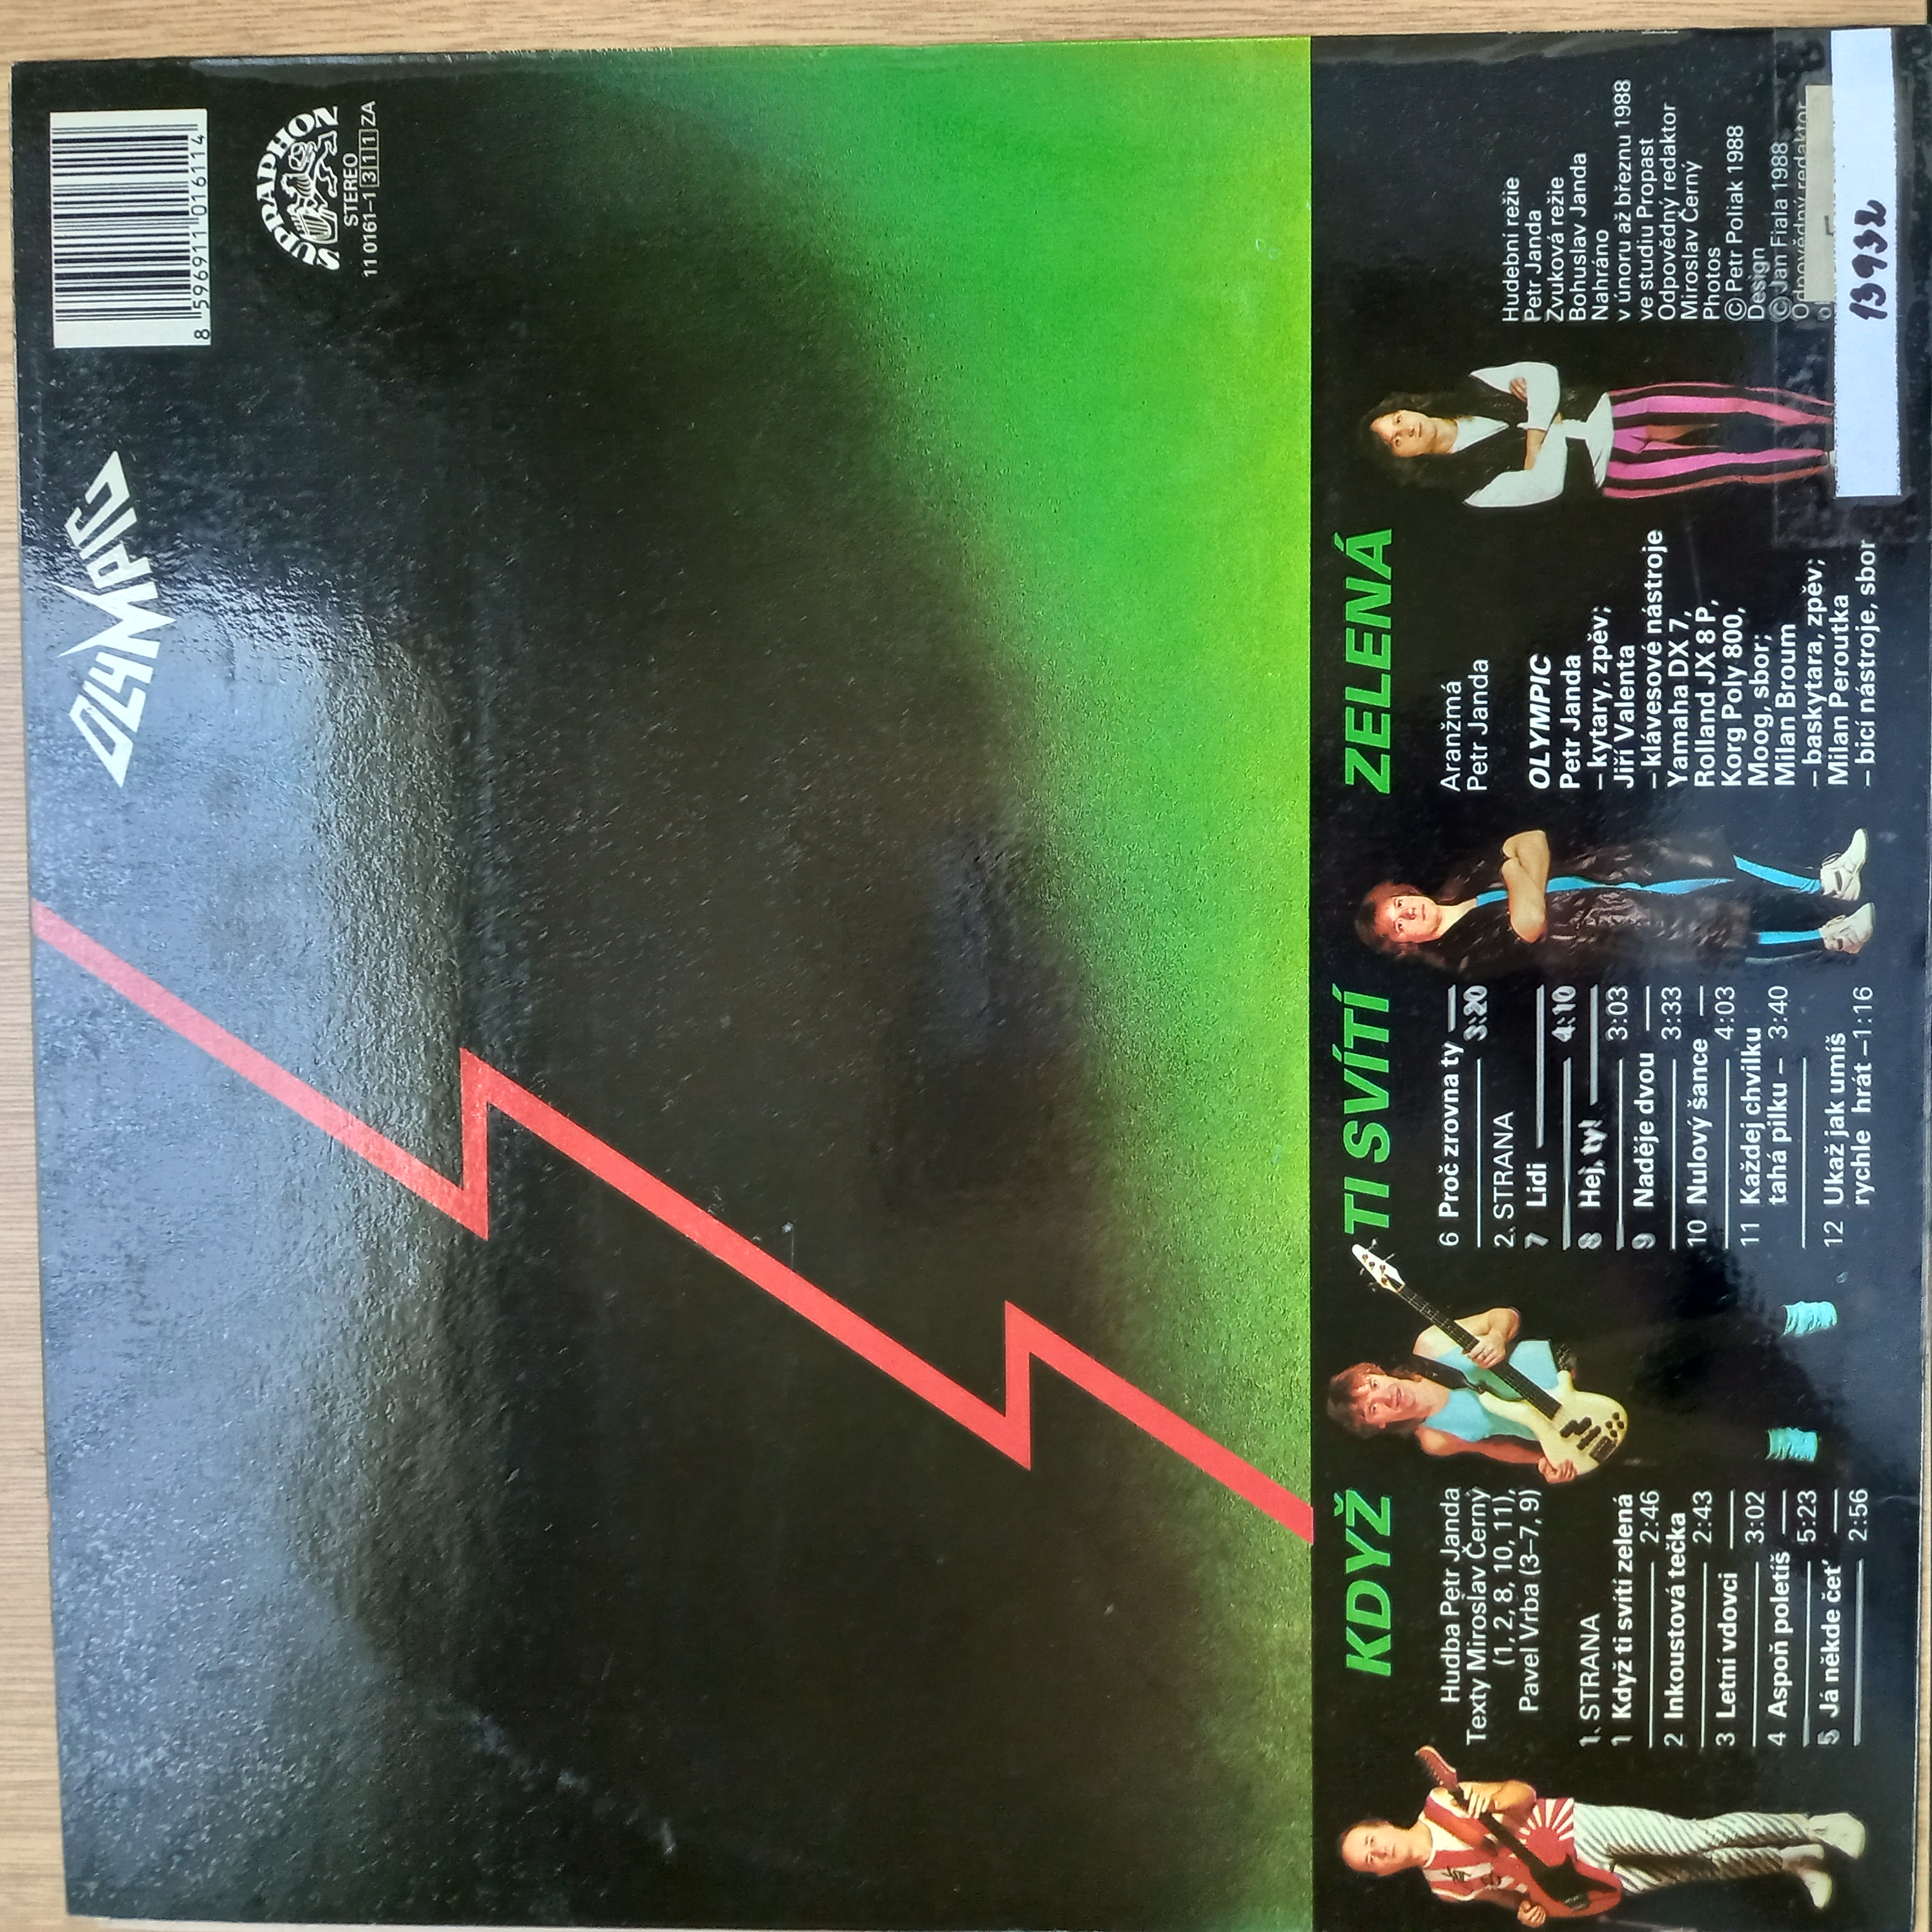 OLYMPIC
SUPRAPHON
STEREO
11 0161-1 311 ZA
8 596911 016114
KDYŽ TI SVÍTÍ ZELENÁ
Hudba Petr Janda
Texty Miroslav Černý
(1, 2, 8, 10, 11),
Pavel Vrba (3–7, 9)
1. STRANA
1 Když ti svítí zelená
2:46
2 Inkoustová tečka
2:43
3 Letní vdovci
3:02
4 Aspoň poletíš
5:23
5 Já někde čet'
2:56
6 Proč zrovna ty
3:20
2. STRANA
7 Lidi
4:10
8 Hej, ty!
3:03
9 Naděje dvou
3:33
10 Nulový šance
4:03
11 Každej chvilku
tahá pilku – 3:40
12 Ukaž jak umíš
rychle hrát –1:16
Aranžmá
Petr Janda
OLYMPIC
Petr Janda
– kytary, zpěv;
Jiří Valenta
– klávesové nástroje
Yamaha DX 7,
Rolland JX 8 P,
Korg Poly 800,
Moog, sbor;
Milan Broum
– baskytara, zpěv;
Milan Peroutka
– bicí nástroje, sbor
Hudební režie
Petr Janda
Zvuková režie
Bohuslav Janda
Nahráno
v únoru až březnu 1988
ve studiu Propast
Odpovědný redaktor
Miroslav Černý
Photos
© Petr Poliak 1988
Design
© Jan Fiala 1988
Odpovědný redaktor
13932